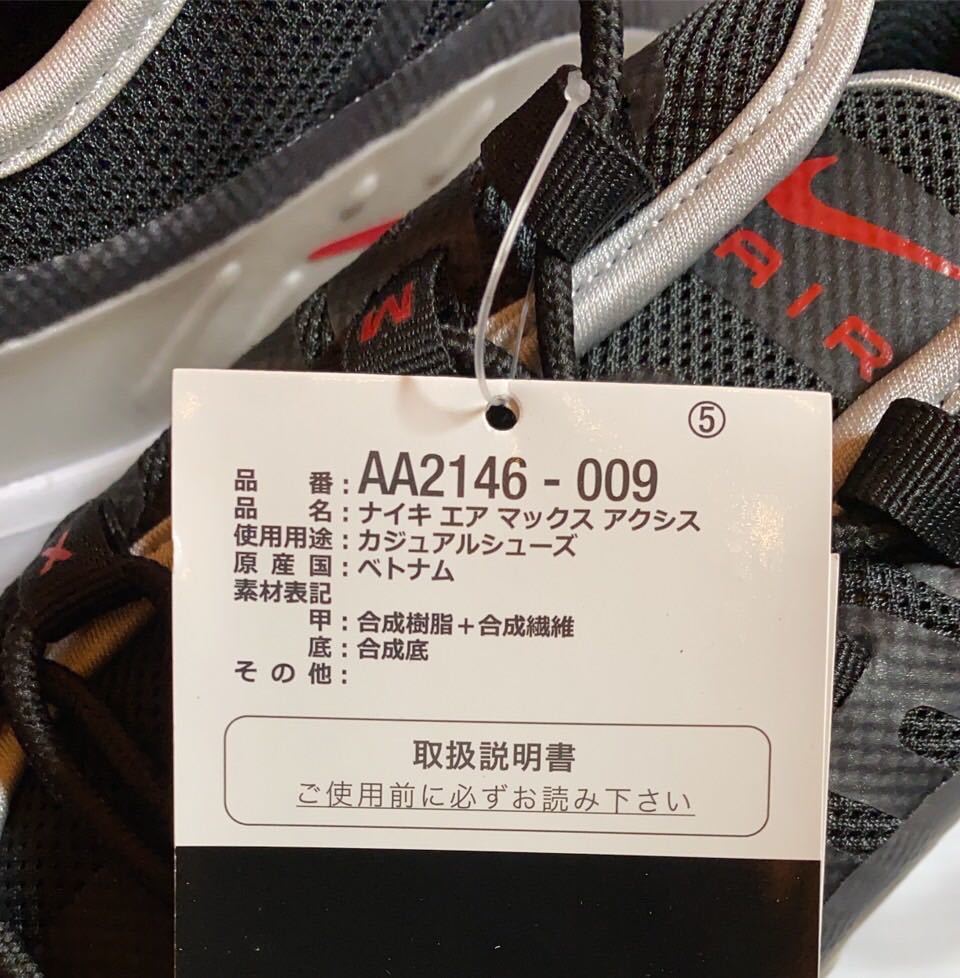 AIR
M
X
⑤
品番:AA2146-009
品名:ナイキ エア マックス アクシス
使用用途:カジュアルシューズ
原産国:ベトナム
素材表記
甲:合成樹脂+合成繊維
底:合成底
その他:
取扱説明書
ご使用前に必ずお読み下さい